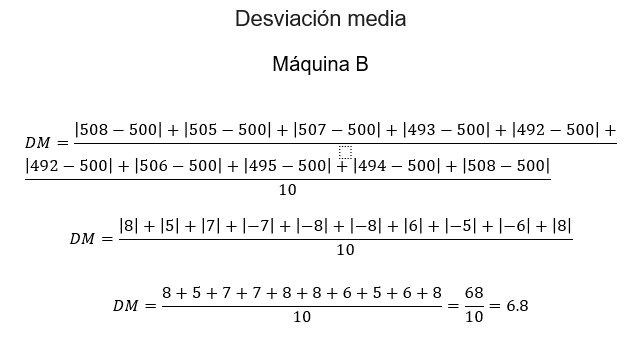 Desviación media
Máquina B
DM = |508 − 500| + |505 − 500| + |507 − 500| + |493 − 500| + |492 − 500| +
|492 − 500| + |506 − 500| + |495 − 500| + |494 − 500| + |508 − 500|
10
DM = |8| + |5| + |7| + |−7| + |−8| + |−8| + |6| + |−5| + |−6| + |8|
10
DM = 8 + 5 + 7 + 7 + 8 + 8 + 6 + 5 + 6 + 8 / 10 = 68 / 10 = 6.8